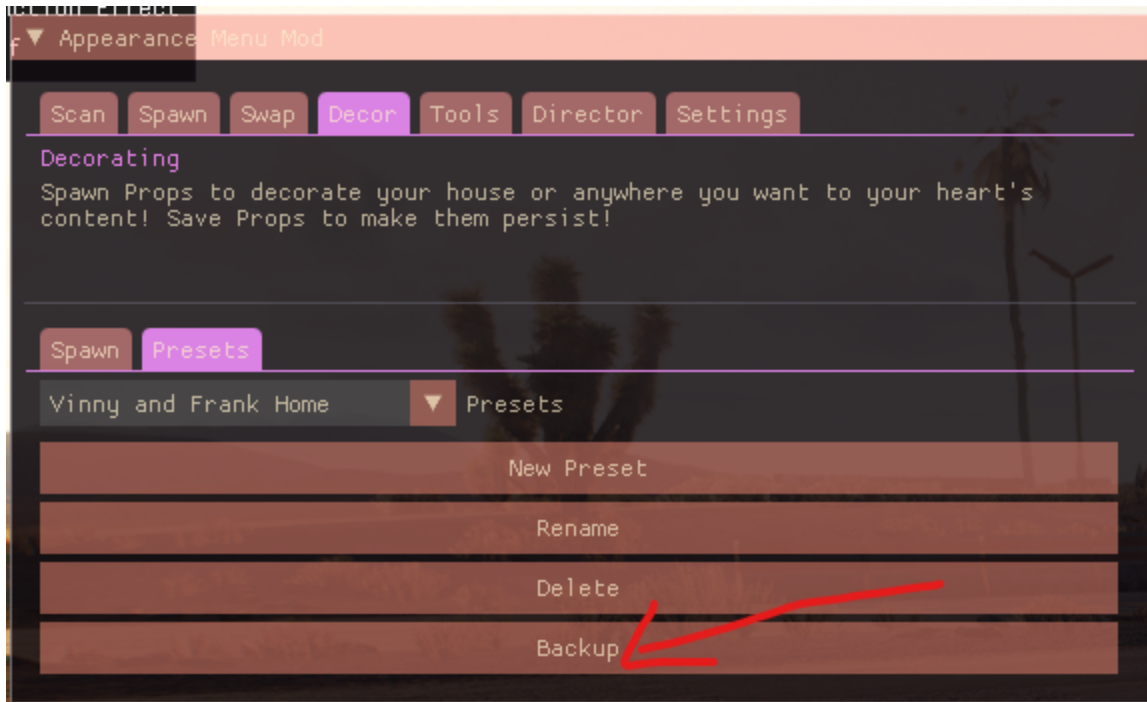 ction Effect
▼ Appearance Menu Mod
Scan Spawn Swap Decor Tools Director Settings
Decorating
Spawn Props to decorate your house or anywhere you want to your heart's
content! Save Props to make them persist!
Spawn Presets
Vinny and Frank Home ▼ Presets
New Preset
Rename
Delete
Backup